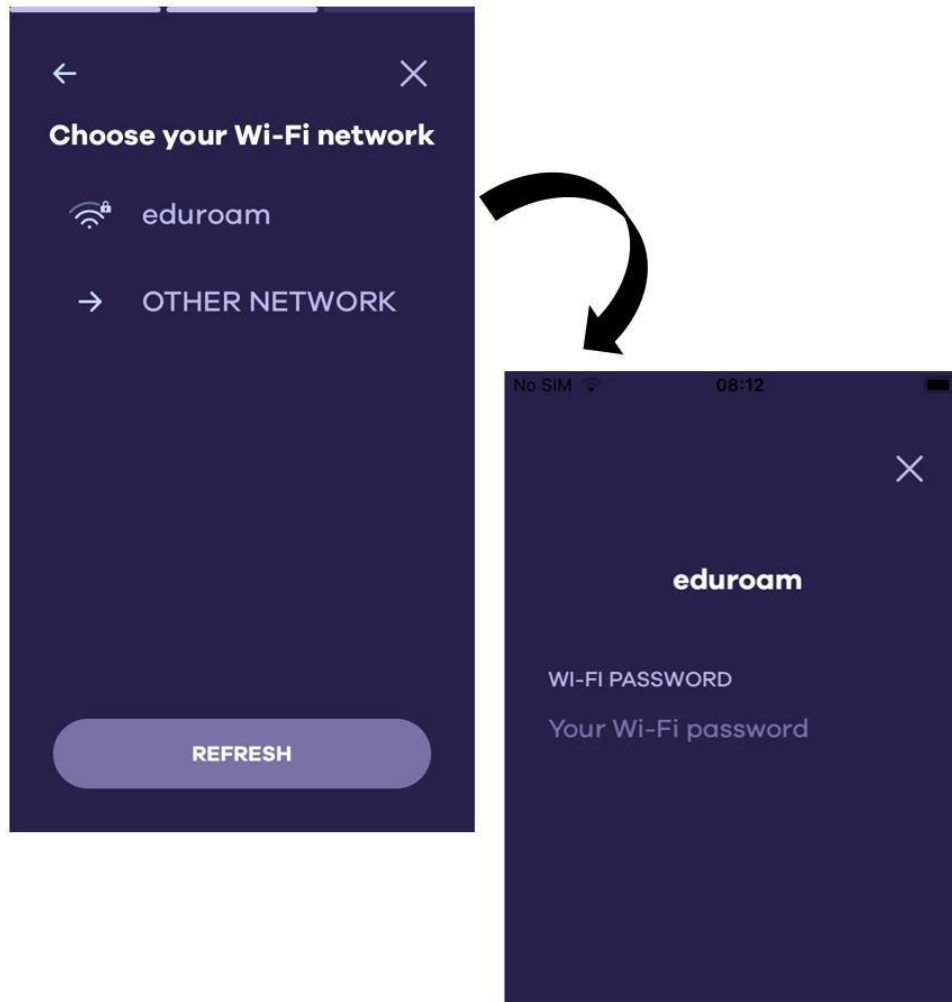 Choose your Wi-Fi network
eduroam
OTHER NETWORK
REFRESH
No SIM 08:12
eduroam
WI-FI PASSWORD
Your Wi-Fi password